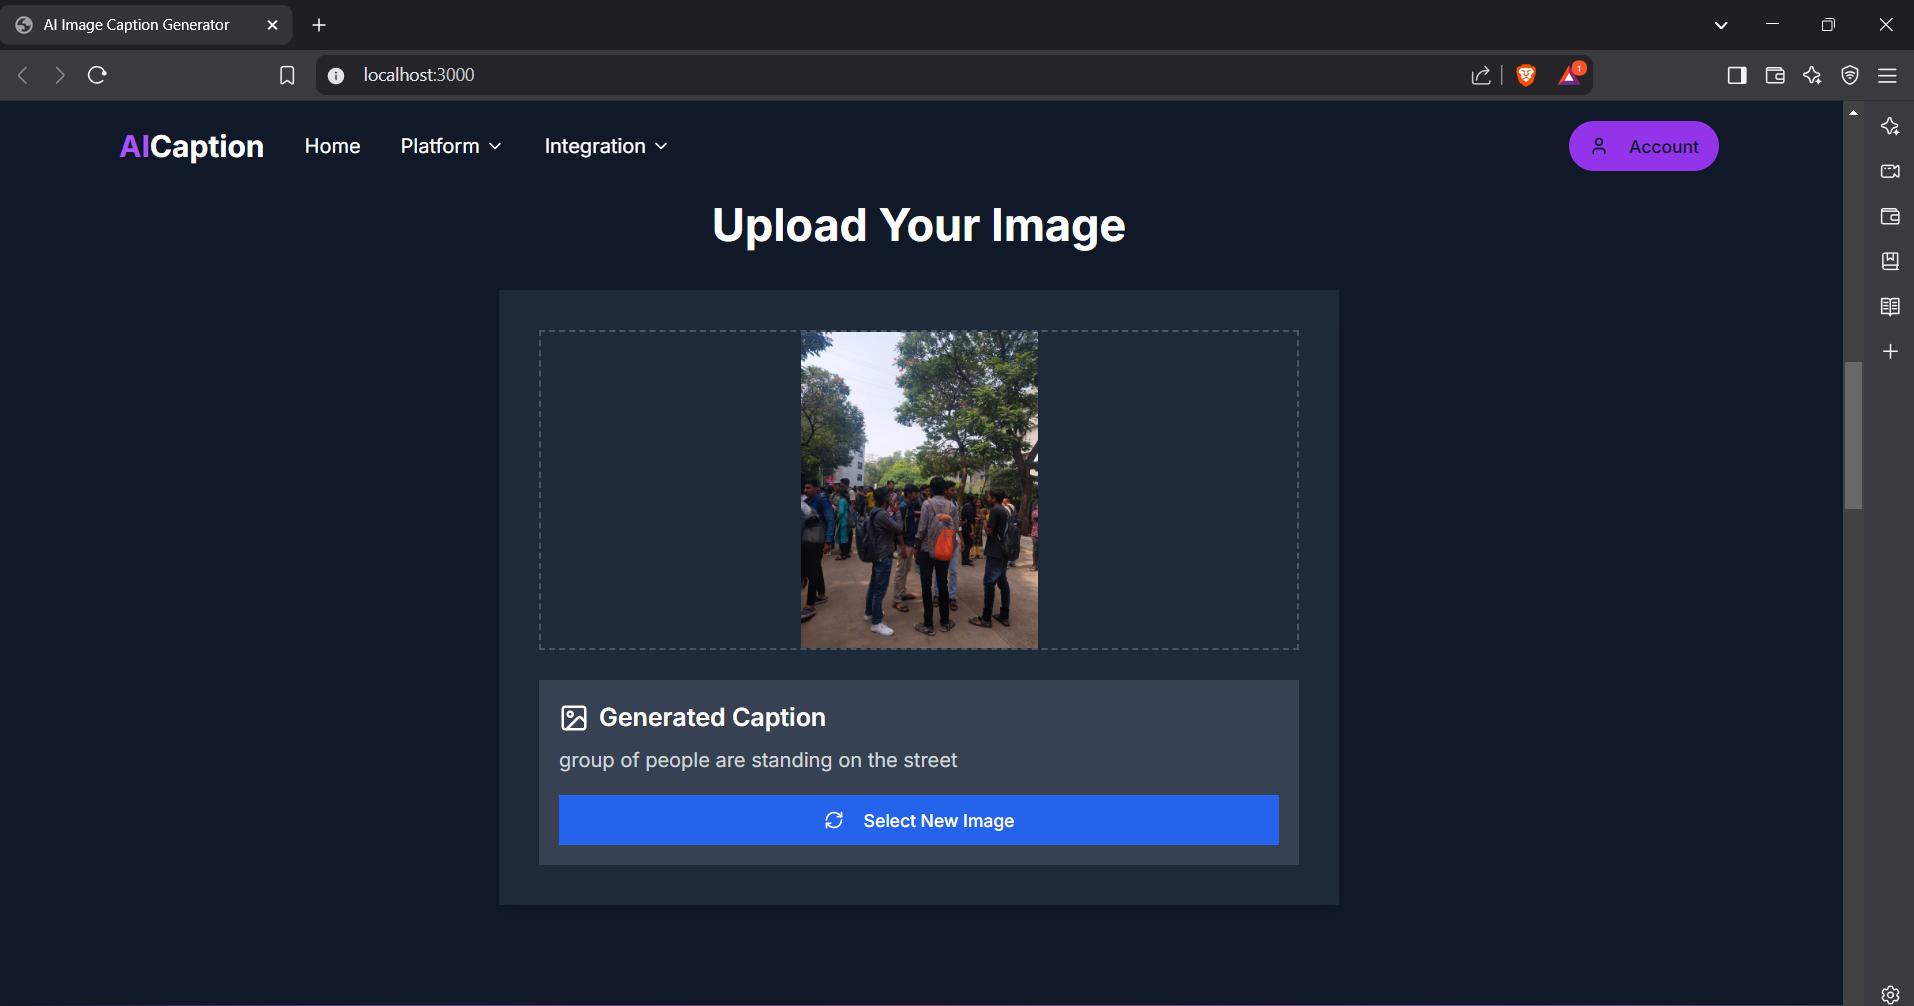 AI Image Caption Generator
localhost:3000
1
AICaption Home Platform Integration Account
Upload Your Image
Generated Caption
group of people are standing on the street
Select New Image